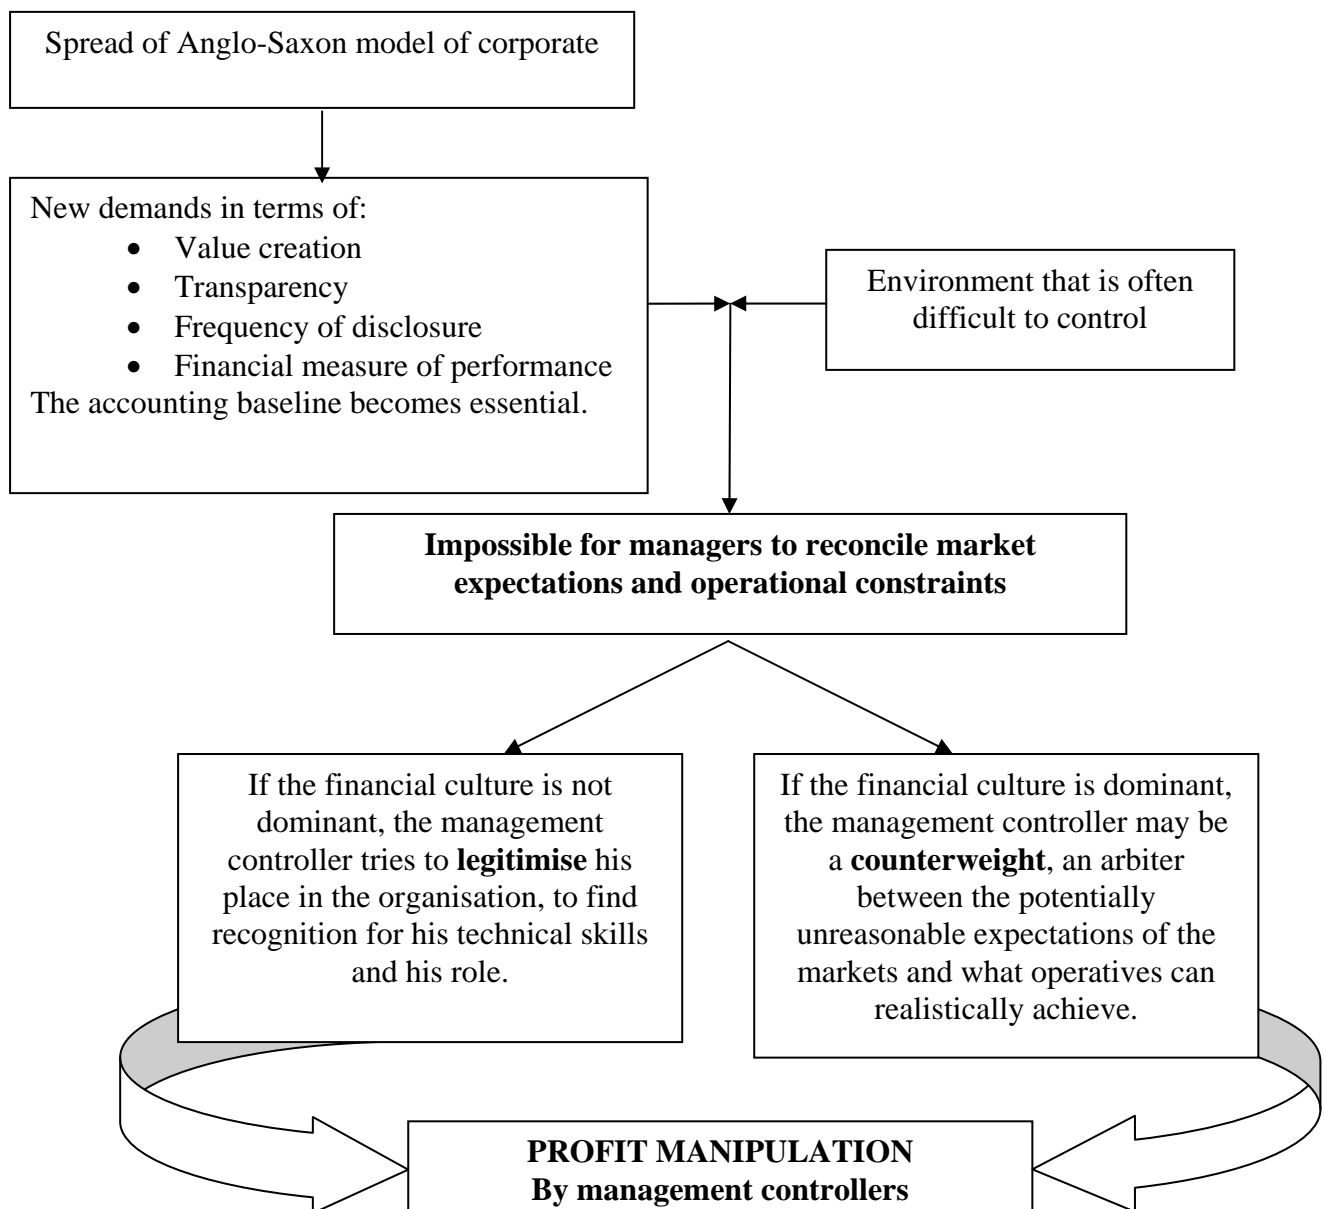 Spread of Anglo-Saxon model of corporate
New demands in terms of:
• Value creation
• Transparency
• Frequency of disclosure
• Financial measure of performance
The accounting baseline becomes essential.
Environment that is often
difficult to control
Impossible for managers to reconcile market
expectations and operational constraints
If the financial culture is not
dominant, the management
controller tries to legitimise his
place in the organisation, to find
recognition for his technical skills
and his role.
If the financial culture is dominant,
the management controller may be
a counterweight, an arbiter
between the potentially
unreasonable expectations of the
markets and what operatives can
realistically achieve.
PROFIT MANIPULATION
By management controllers